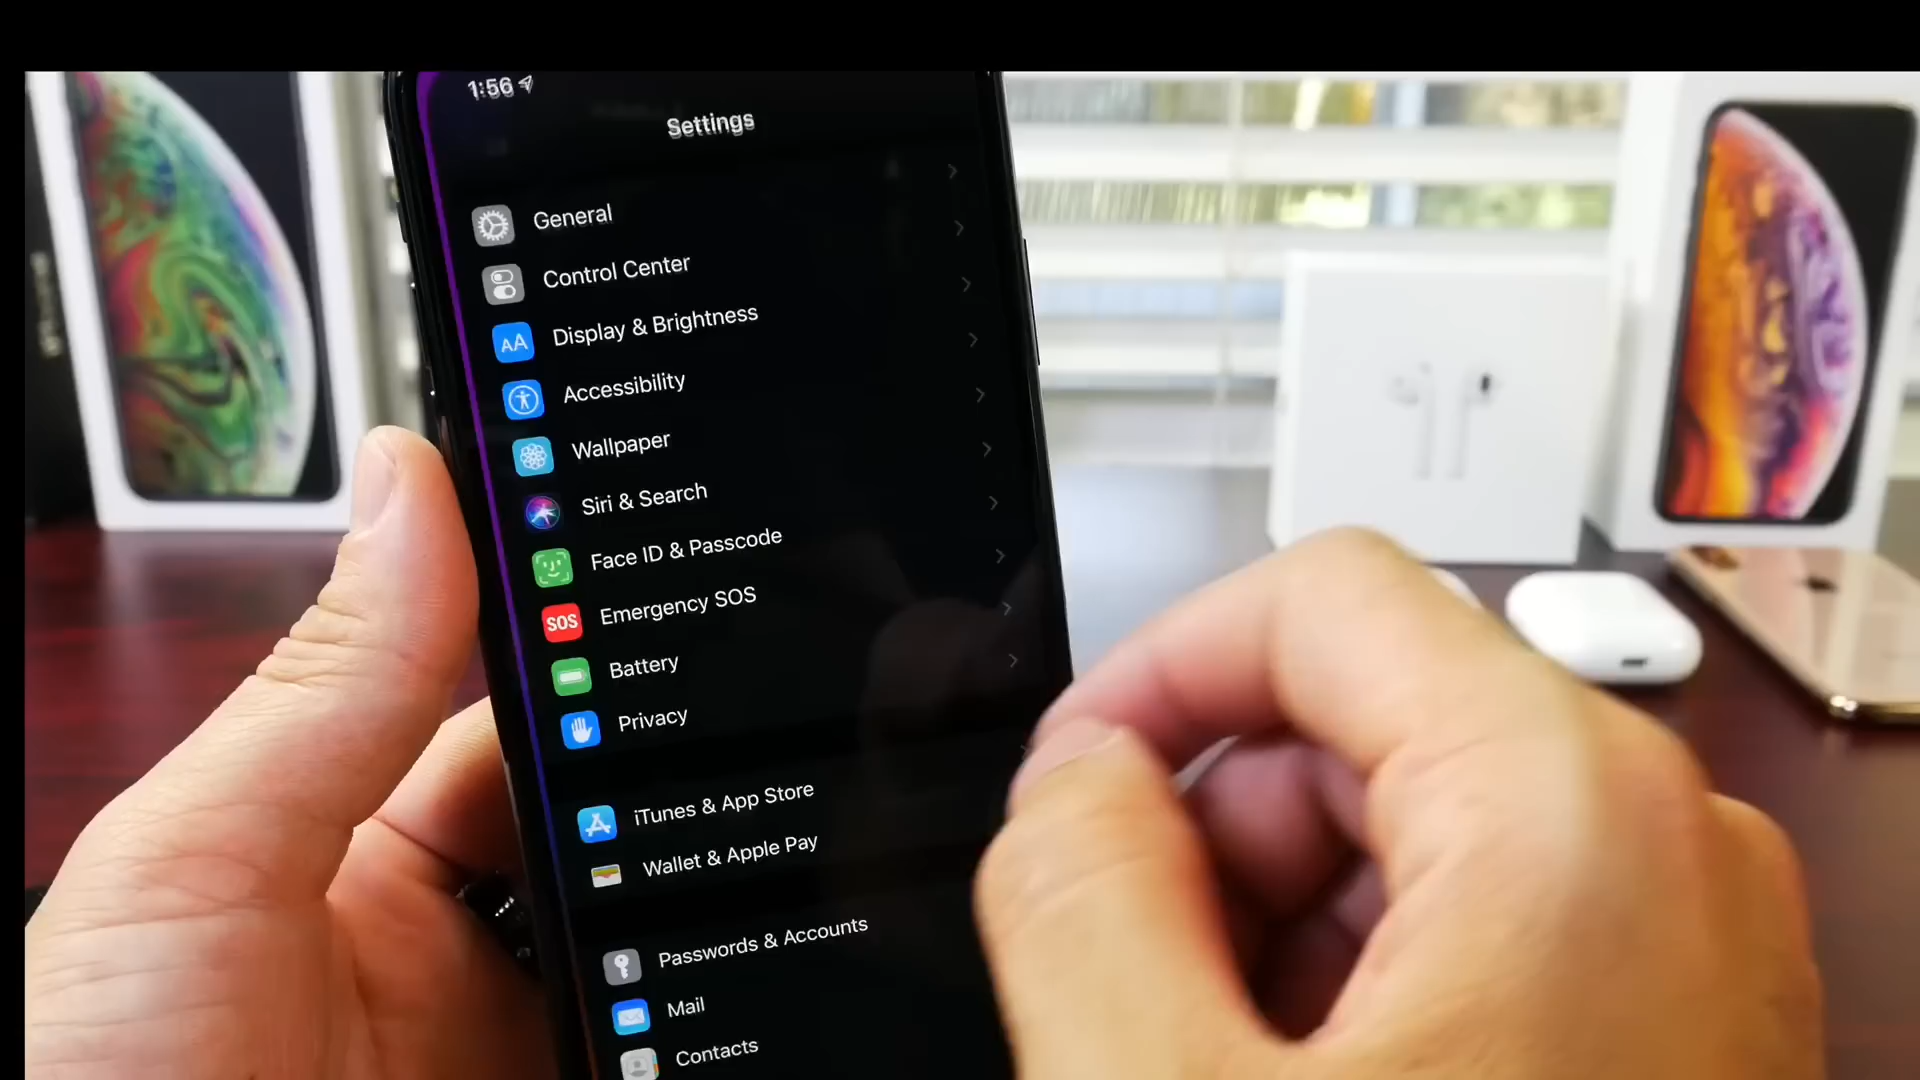 1:56
Settings
General
Control Center
Display & Brightness
AA
Accessibility
Wallpaper
Siri & Search
Face ID & Passcode
Emergency SOS
SOS
Battery
Privacy
iTunes & App Store
Wallet & Apple Pay
Passwords & Accounts
Mail
Contacts